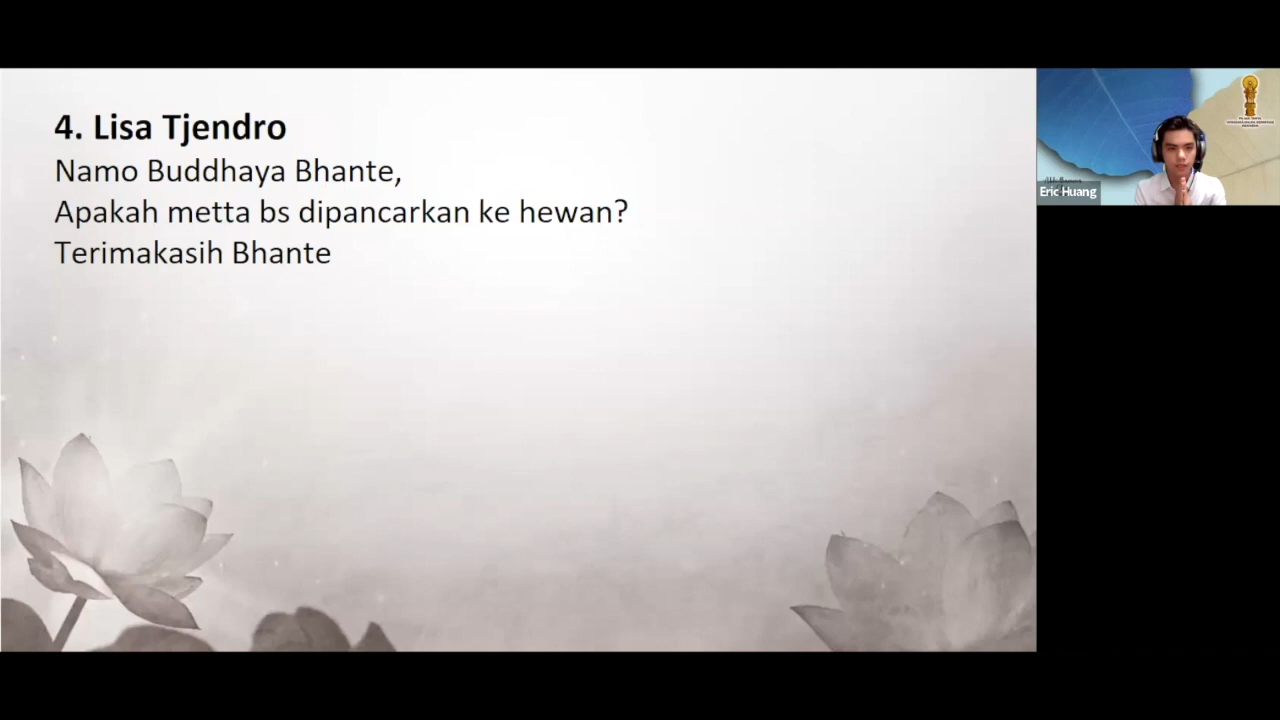 4. Lisa Tjendro
Namo Buddhaya Bhante,
Apakah metta bs dipancarkan ke hewan?
Terimakasih Bhante
Eric Huang